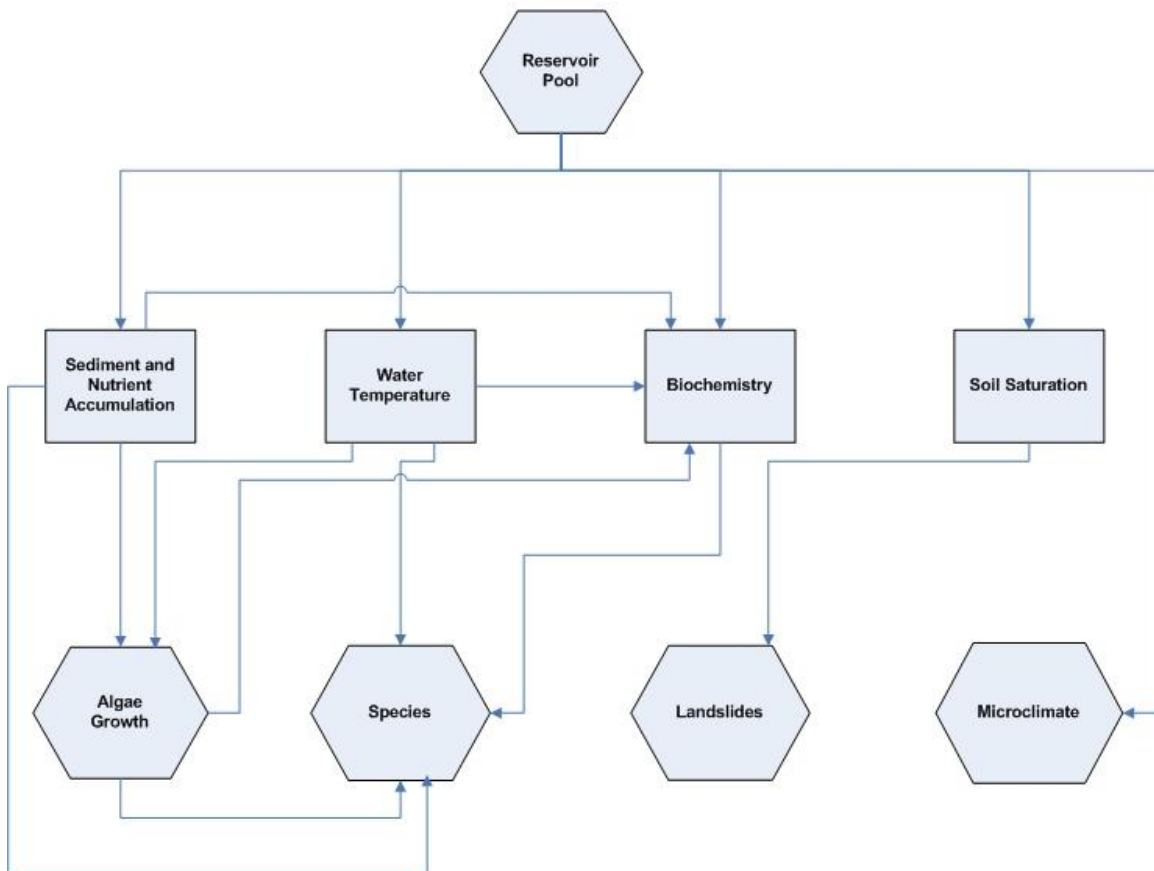 Reservoir
Pool
Sediment and
Nutrient
Accumulation
Water
Temperature
Biochemistry
Soil Saturation
Algae
Growth
Species
Landslides
Microclimate